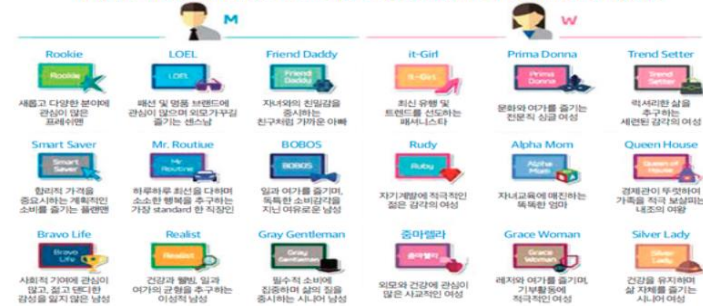 M
W
Rookie
LOEL
Friend Daddy
it-Girl
Prima Donna
Trend Setter
Rookie
LOEL
Friend Daddy
It-Girl
Prima Donna
Trend Setter
새롭고 다양한 분야에
관심이 많은
프레쉬맨
패션 및 명품 브랜드에
관심이 많으며 외모가꾸길
즐기는 센스남
자녀와의 친밀감을
중시하는
친구처럼 가까운 아빠
최신 유행 및
트렌드를 선도하는
패셔니스타
문화와 여가를 즐기는
전문직 싱글 여성
럭셔리한 삶을
추구하는
세련된 감각의 여성
Smart Saver
Mr. Routiue
BOBOS
Rudy
Alpha Mom
Queen House
Smart Saver
Mr Routine
BOBOS
Ruby
Alpha Mom
Queen of House
합리적 가격을
중요시하는 계획적인
소비를 즐기는 플랜맨
하루하루 최선을 다하며
소소한 행복을 추구하는
가장 standard 한 직장인
일과 여가를 즐기며,
독특한 소비감각을
지닌 여유로운 남성
자기계발에 적극적인
젊은 감각의 여성
자녀교육에 매진하는
똑똑한 엄마
경제관이 뚜렷하여
가족을 적극 보살피는
내조의 여왕
Bravo Life
Realist
Gray Gentleman
줌마렐라
Grace Woman
Silver Lady
Bravo Life
Realist
Gray Gentleman
줌마렐라
Grace Woman
Silver Lady
사회적 기여에 관심이
많고, 젊고 댄디한
감성을 잃지 않은 남성
건강과 웰빙, 일과
여가의 균형을 추구하는
이성적 남성
필수적 소비에
집중하며 삶의 질을
중시하는 시니어 남성
외모와 건강에 관심이
많은 사교적인 여성
레저와 여가를 즐기며,
기부활동에
적극적인 여성
건강을 유지하며
삶 자체를 즐기는
시니어 여성